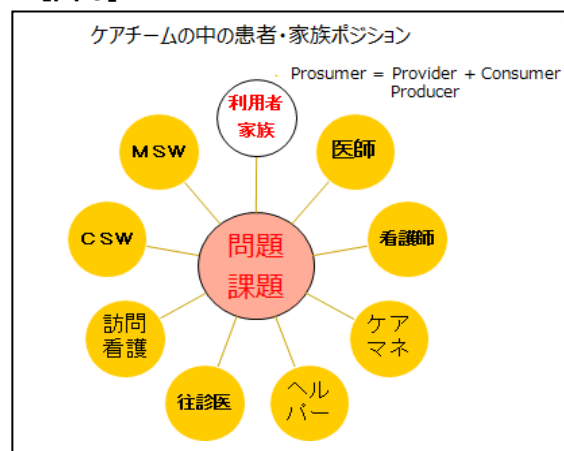 ケアチームの中の患者・家族ポジション
Prosumer = Provider + Consumer
Producer
利用者
家族
医師
看護師
ケア
マネ
ヘル
パー
往診医
訪問
看護
CSW
MSW
問題
課題